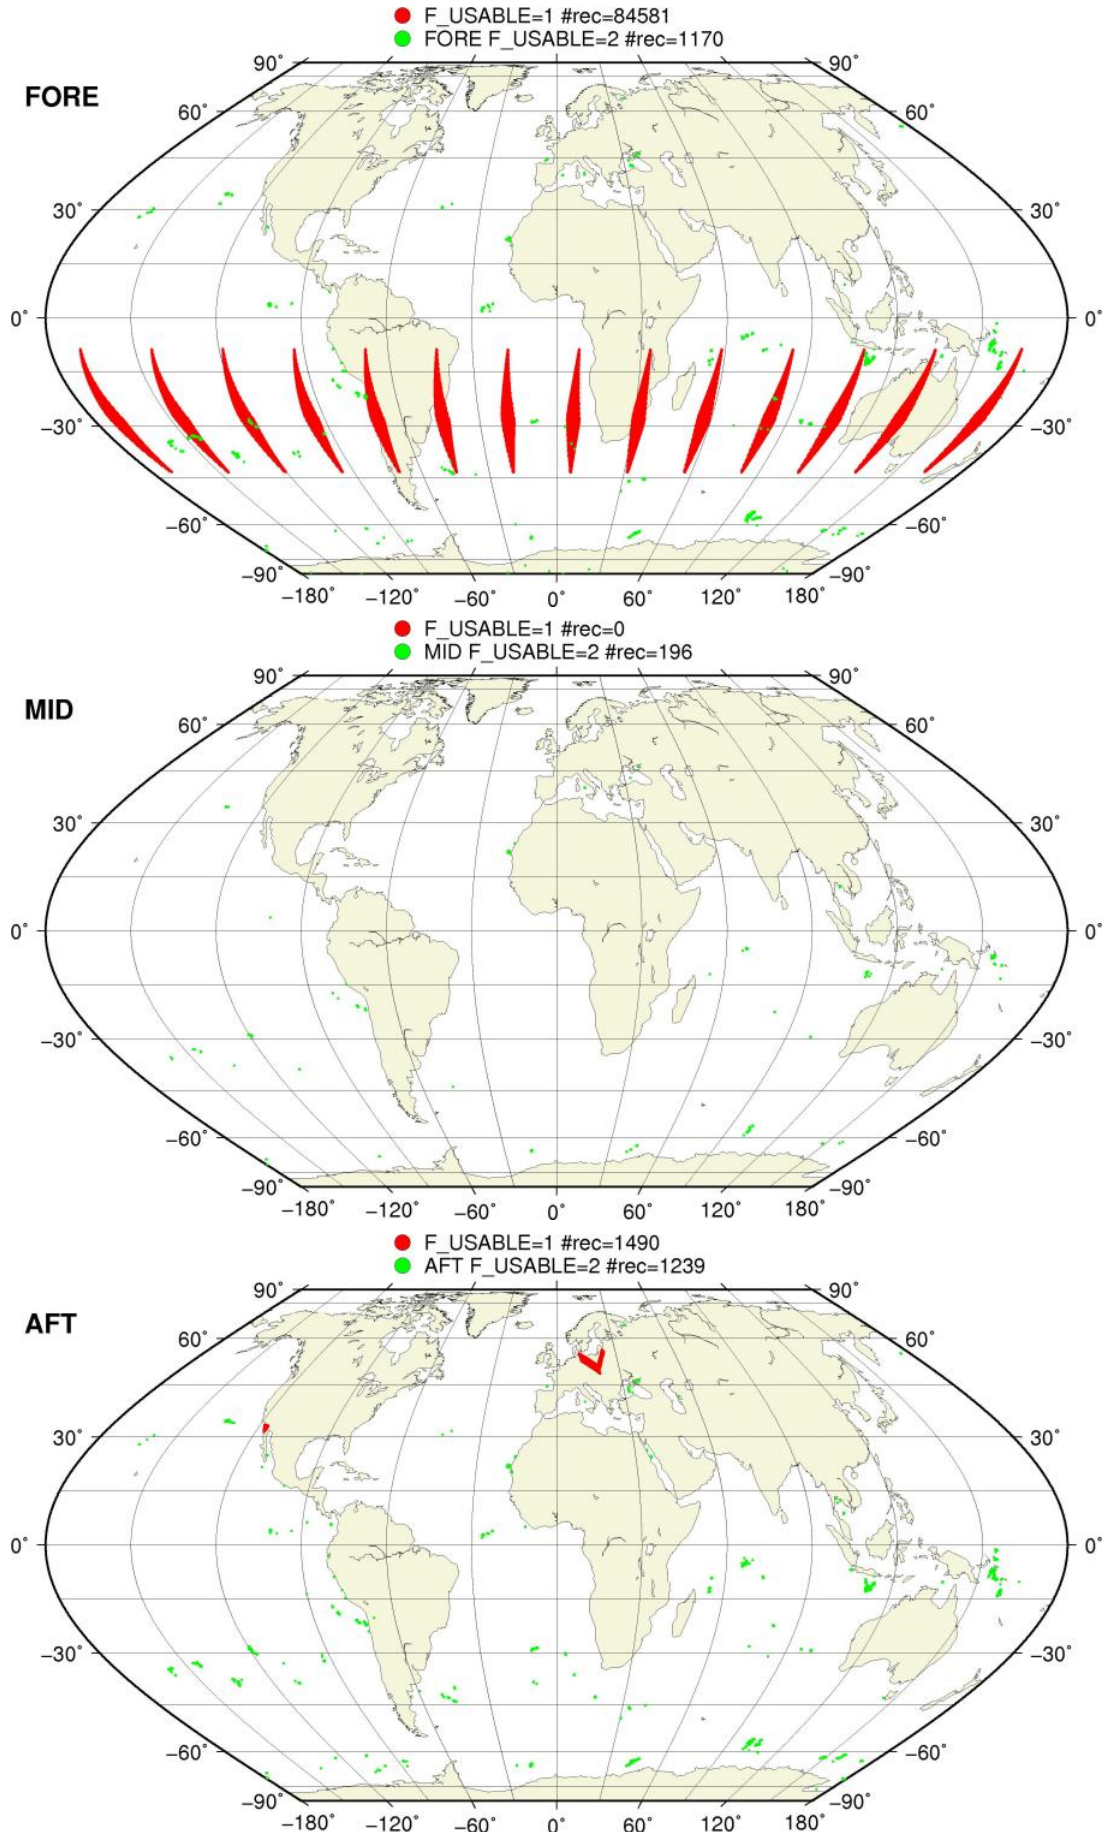 F_USABLE=1 #rec=84581
FORE F_USABLE=2 #rec=1170
FORE
90˚ 90˚
60˚ 60˚
30˚ 30˚
0˚ 0˚
−30˚ −30˚
−60˚ −60˚
−90˚ −90˚
−180˚ −120˚ −60˚ 0˚ 60˚ 120˚ 180˚
F_USABLE=1 #rec=0
MID F_USABLE=2 #rec=196
MID
90˚ 90˚
60˚ 60˚
30˚ 30˚
0˚ 0˚
−30˚ −30˚
−60˚ −60˚
−90˚ −90˚
−180˚ −120˚ −60˚ 0˚ 60˚ 120˚ 180˚
F_USABLE=1 #rec=1490
AFT F_USABLE=2 #rec=1239
AFT
90˚ 90˚
60˚ 60˚
30˚ 30˚
0˚ 0˚
−30˚ −30˚
−60˚ −60˚
−90˚ −90˚
−180˚ −120˚ −60˚ 0˚ 60˚ 120˚ 180˚